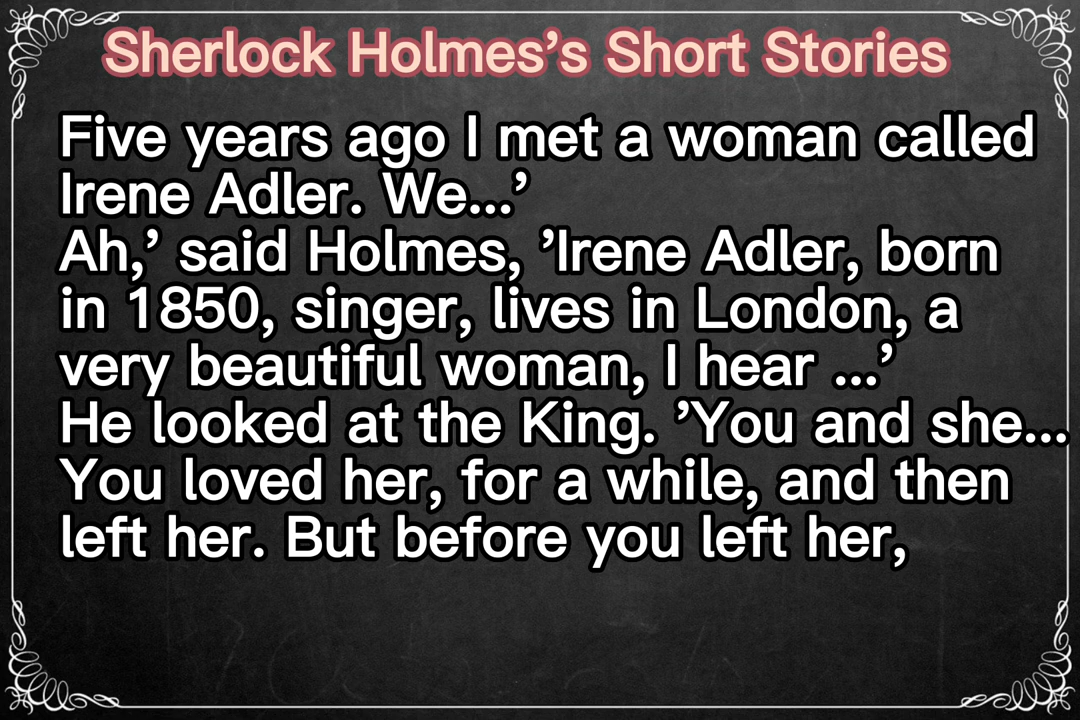 Sherlock Holmes’s Short Stories
Five years ago I met a woman called
Irene Adler. We...’
Ah,’ said Holmes, ’Irene Adler, born
in 1850, singer, lives in London, a
very beautiful woman, I hear ...’
He looked at the King. ’You and she...
You loved her, for a while, and then
left her. But before you left her,